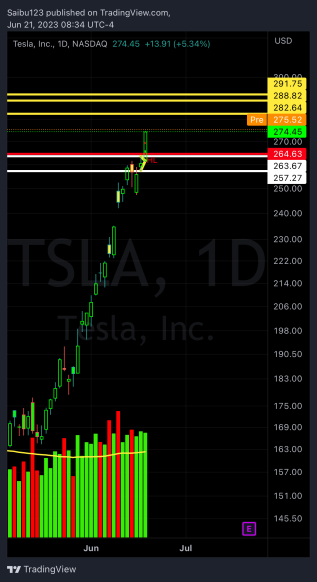 Saibu123 published on TradingView.com,
Jun 21, 2023 08:34 UTC-4
Tesla, Inc., 1D, NASDAQ 274.45 +13.91 (+5.34%)
USD
300.00
291.75
288.82
282.64
Pre 275.52
274.45
270.00
264.63
263.67
257.27
250.00
240.00
230.00
222.00
TSLA, 1D
214.00
206.00
Tesla, Inc.
198.00
190.50
183.00
175.00
169.00
163.00
157.00
151.00
145.50
E
Jun Jul
TradingView